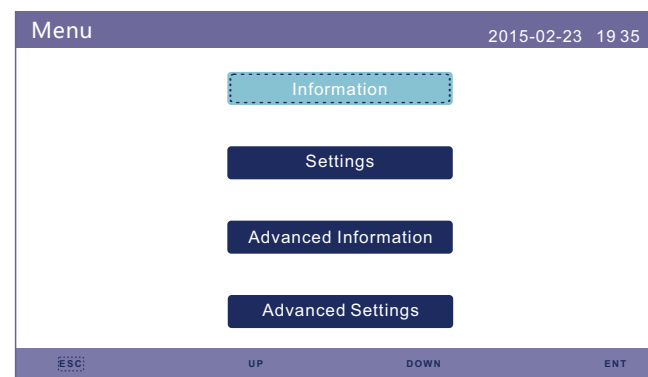 Menu
2015-02-23 19 35
Information
Settings
Advanced Information
Advanced Settings
ESC UP DOWN ENT